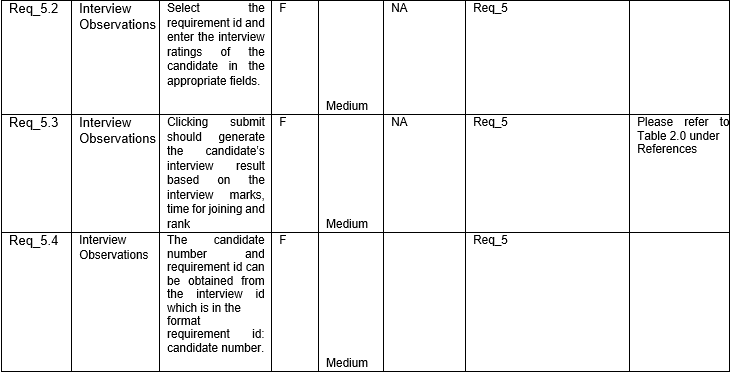 Req_5.2 Interview Select the F NA Req_5
Observations requirement id and
enter the interview
ratings of the
candidate in the
appropriate fields.
Medium
Req_5.3 Interview Clicking submit F NA Req_5 Please refer to
Observations should generate Table 2.0 under
the candidate’s References
interview result
based on the
interview marks,
time for joining and
rank Medium
Req_5.4 Interview The candidate F Req_5
Observations number and
requirement id can
be obtained from
the interview id
which is in the
format
requirement id:
candidate number.
Medium